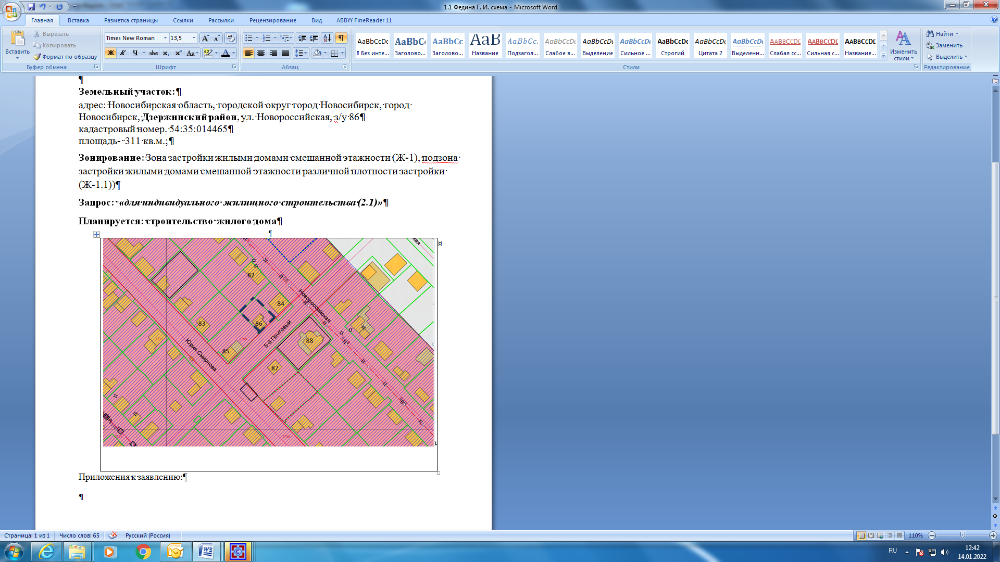 1.1 Федина Г. И. схема - Microsoft Word
Главная Вставка Разметка страницы Ссылки Рассылки Рецензирование Вид ABBYY FineReader 11
Вставить
Вырезать
Копировать
Формат по образцу
Буфер обмена
Times New Roman 13,5
Шрифт
Абзац
AaBbCcDc AaBbC AaBbCc АаВ AaBbCc. AaBbCcDc AaBbCcDc AaBbCcDc AaBbCcDc AaBbCcDc AaBbCcDc AABBCCDD AABBCCDD AABBCCDE
¶ Без инте... Заголово... Заголово... Название Подзагол... Слабое в... Выделение Сильное ... Строгий Цитата 2 Выделенн... Слабая сс... Сильная с... Название...
Стили
Изменить стили
Найти
Заменить
Выделить
Редактирование
¶
Земельный участок:¶
адрес: Новосибирская область, городской округ город Новосибирск, город
Новосибирск, Дзержинский район, ул. Новороссийская, з/у 86¶
кадастровый номер. 54:35:014465¶
площадь- 311 кв.м.;¶
Зонирование: Зона застройки жилыми домами смешанной этажности (Ж-1), подзона
застройки жилыми домами смешанной этажности различной плотности застройки
(Ж-1.1))¶
Запрос: «для индивидуального жилищного строительства (2.1)»¶
Планируется: строительство жилого дома¶
¶
82
84
Новороссийская
83
86
5-й Почтовый
88
85
Юрия Смирнова
87
Приложения к заявлению:¶
¶
Страница: 1 из 1 Число слов: 65 Русский (Россия) 110%
RU
12:42
14.01.2022